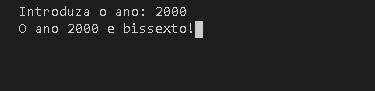 Introduza o ano: 2000
O ano 2000 e bissexto!